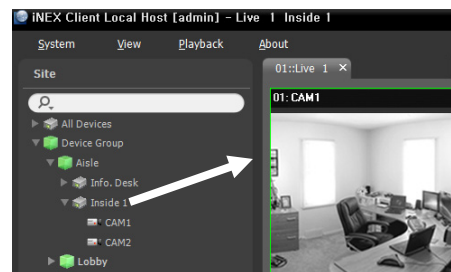 iNEX Client Local Host [admin] - Live 1 Inside 1
System View Playback About
Site
01::Live 1 ×
01: CAM1
All Devices
Device Group
Aisle
Info. Desk
Inside 1
CAM1
CAM2
Lobby